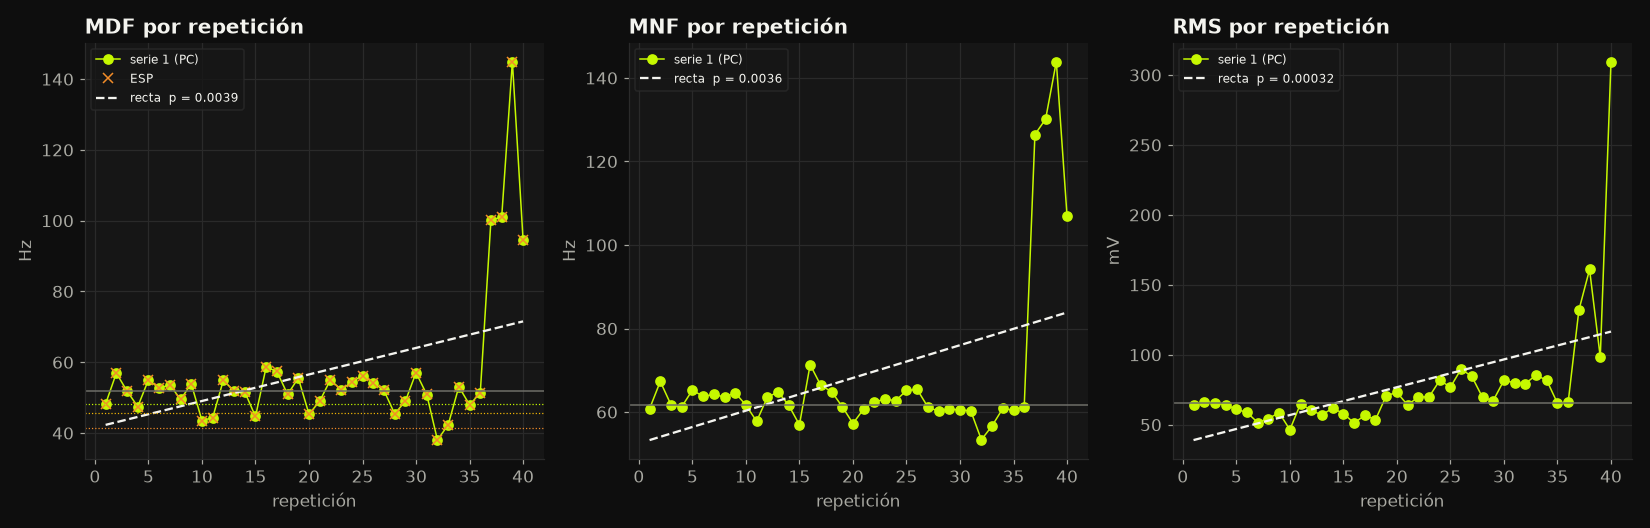 MDF por repetición
serie 1 (PC)
ESP
recta p = 0.0039
Hz
140
120
100
80
60
40
0 5 10 15 20 25 30 35 40
repetición
MNF por repetición
serie 1 (PC)
recta p = 0.0036
Hz
140
120
100
80
60
0 5 10 15 20 25 30 35 40
repetición
RMS por repetición
serie 1 (PC)
recta p = 0.00032
mV
300
250
200
150
100
50
0 5 10 15 20 25 30 35 40
repetición